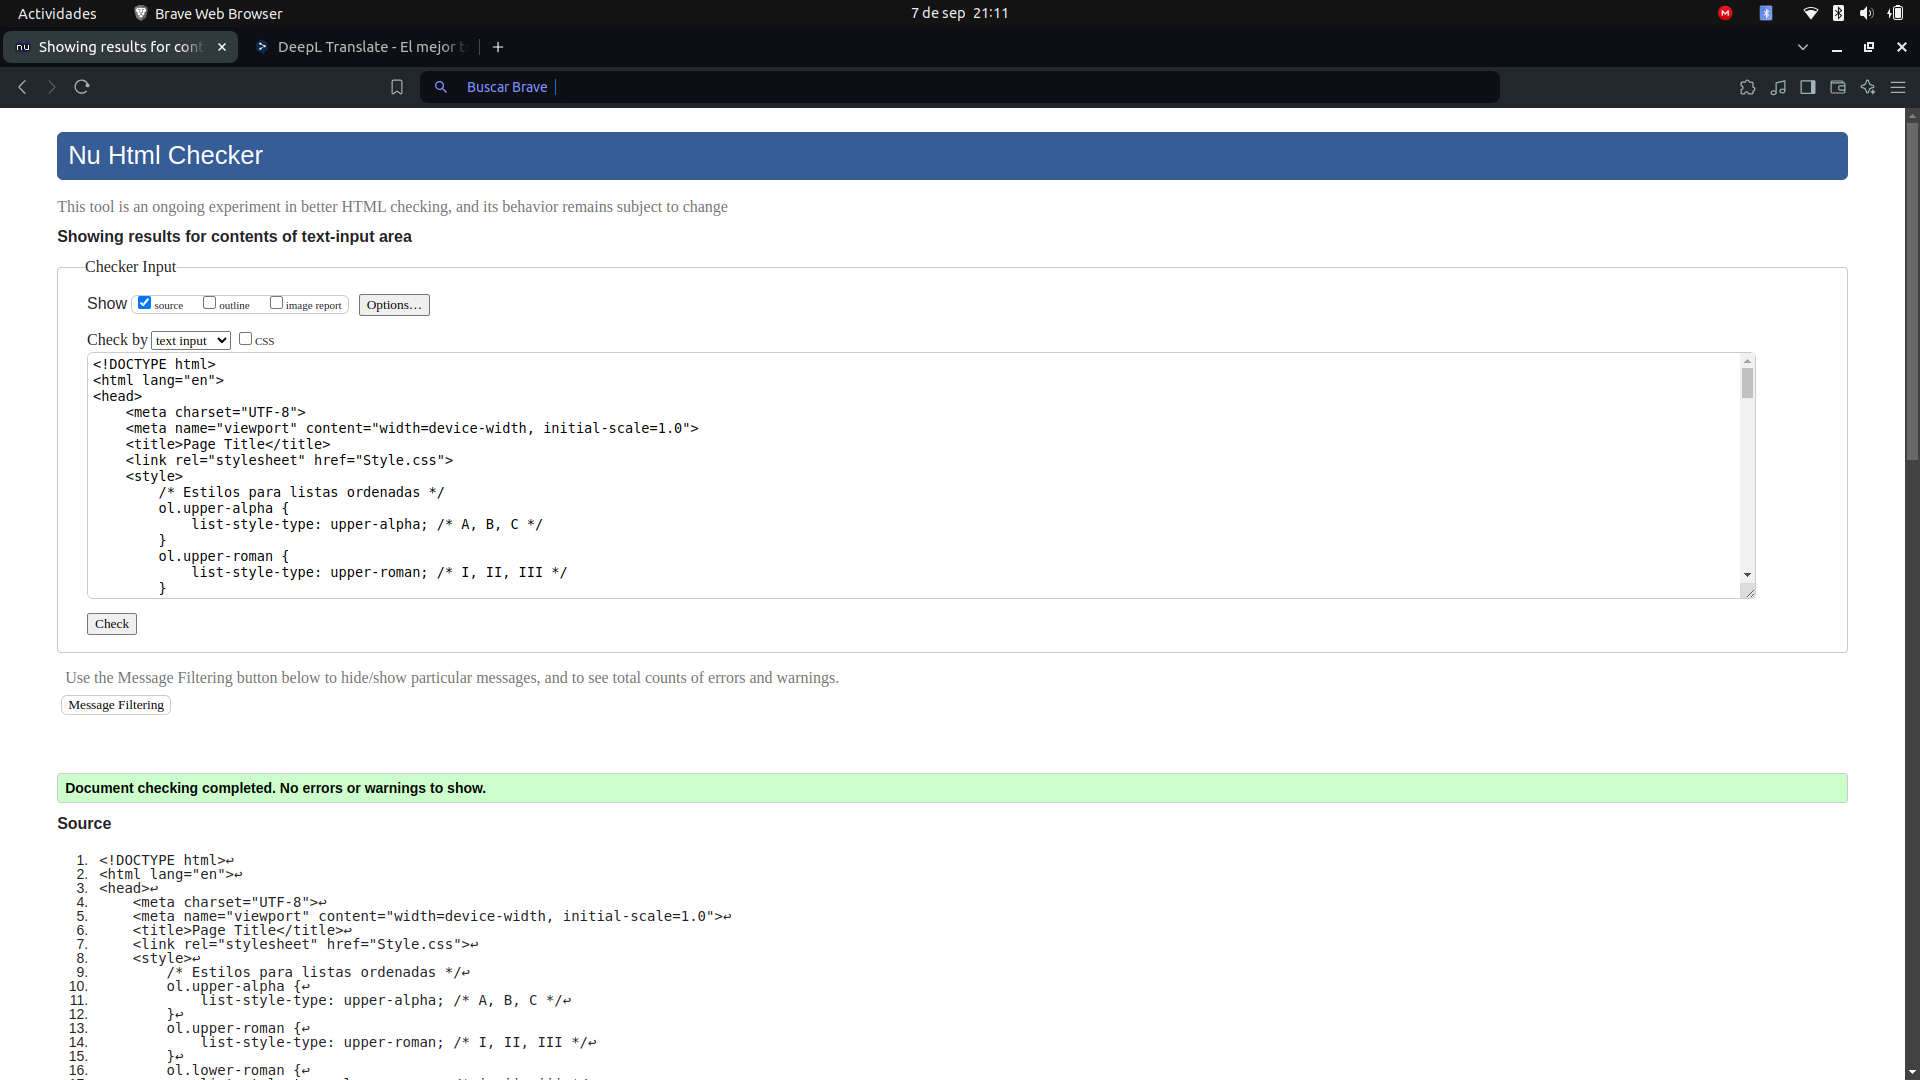 Actividades
Brave Web Browser
7 de sep 21:11
nu Showing results for cont
DeepL Translate - El mejor
Buscar Brave
Nu Html Checker
This tool is an ongoing experiment in better HTML checking, and its behavior remains subject to change
Showing results for contents of text-input area
Checker Input
Show source outline image report Options…
Check by text input CSS
<!DOCTYPE html>
<html lang="en">
<head>
    <meta charset="UTF-8">
    <meta name="viewport" content="width=device-width, initial-scale=1.0">
    <title>Page Title</title>
    <link rel="stylesheet" href="Style.css">
    <style>
        /* Estilos para listas ordenadas */
        ol.upper-alpha {
            list-style-type: upper-alpha; /* A, B, C */
        }
        ol.upper-roman {
            list-style-type: upper-roman; /* I, II, III */
        }
Check
Use the Message Filtering button below to hide/show particular messages, and to see total counts of errors and warnings.
Message Filtering
Document checking completed. No errors or warnings to show.
Source
1. <!DOCTYPE html>↩
2. <html lang="en">↩
3. <head>↩
4.     <meta charset="UTF-8">↩
5.     <meta name="viewport" content="width=device-width, initial-scale=1.0">↩
6.     <title>Page Title</title>↩
7.     <link rel="stylesheet" href="Style.css">↩
8.     <style>↩
9.         /* Estilos para listas ordenadas */↩
10.         ol.upper-alpha {↩
11.             list-style-type: upper-alpha; /* A, B, C */↩
12.         }↩
13.         ol.upper-roman {↩
14.             list-style-type: upper-roman; /* I, II, III */↩
15.         }↩
16.         ol.lower-roman {↩